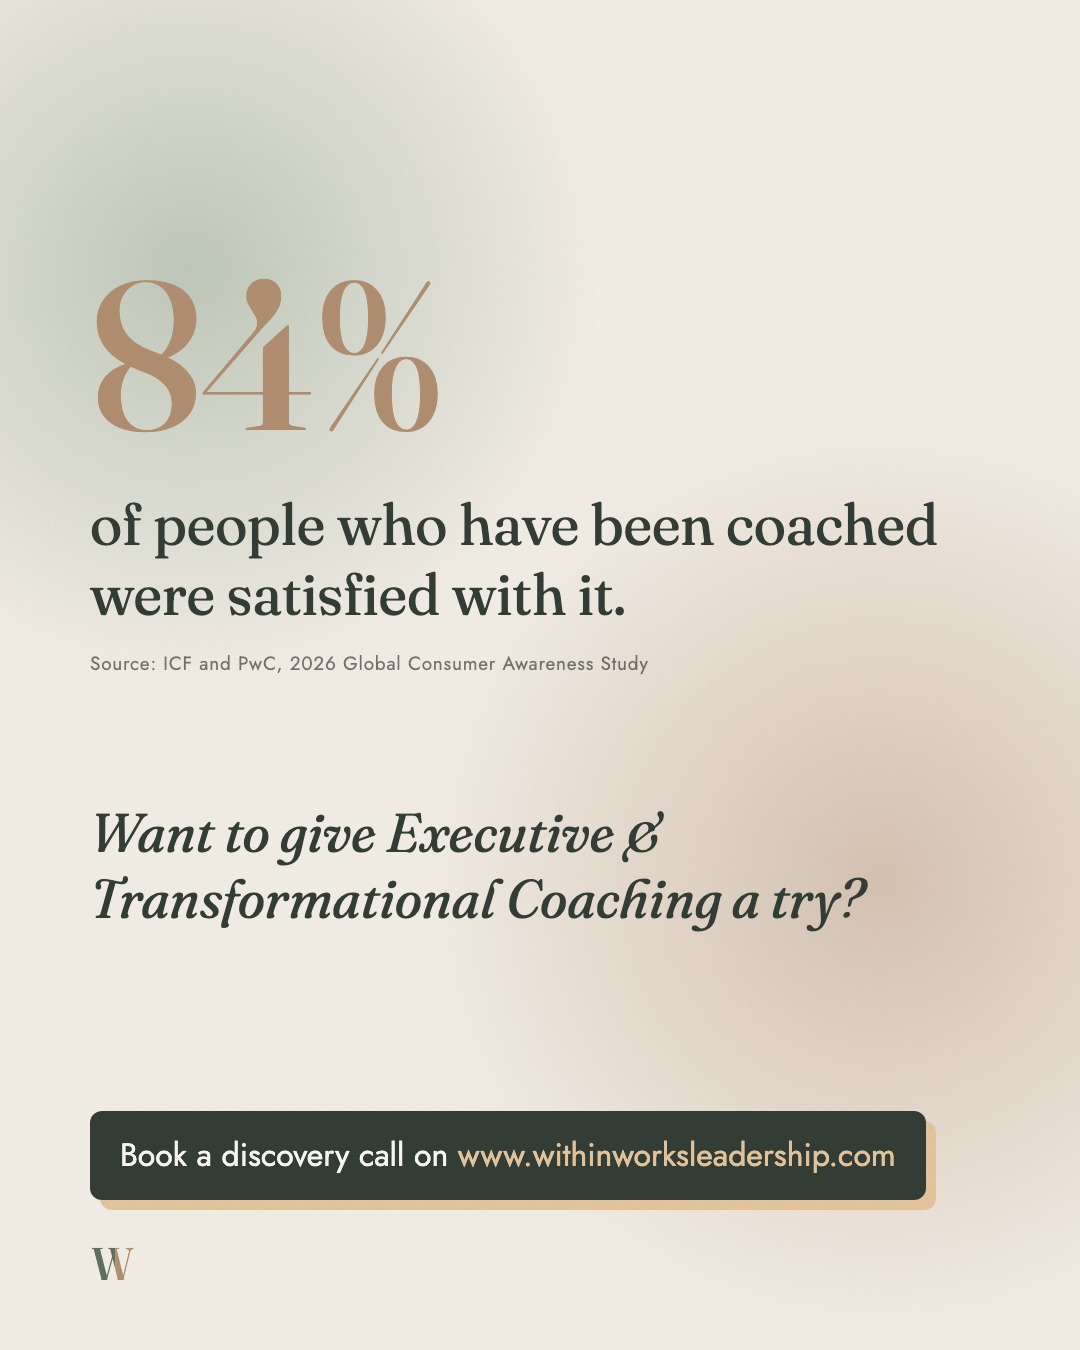 84%
of people who have been coached
were satisfied with it.
Source: ICF and PwC, 2026 Global Consumer Awareness Study
Want to give Executive &
Transformational Coaching a try?
Book a discovery call on www.withinworksleadership.com
W